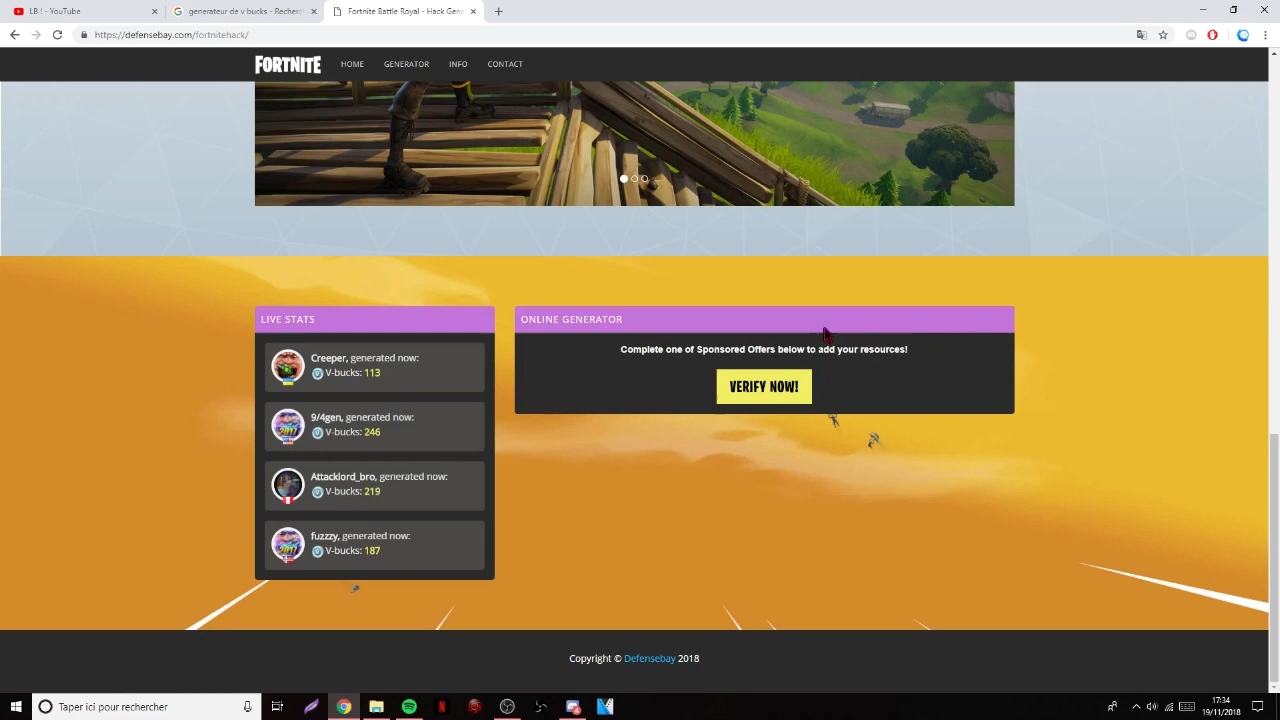 LB ! - YouTube
generateur de v bucks - Recherch
Fortnite Battle Royal - Hack Gene
https://defensebay.com/fortnitehack/
FORTNITE HOME GENERATOR INFO CONTACT
LIVE STATS
Creeper, generated now:
V-bucks: 113
9/4gen, generated now:
V-bucks: 246
Attacklord_bro, generated now:
V-bucks: 219
fuzzzy, generated now:
V-bucks: 187
ONLINE GENERATOR
Complete one of Sponsored Offers below to add your resources!
VERIFY NOW!
Copyright © Defensebay 2018
Taper ici pour rechercher
17:34
19/11/2018